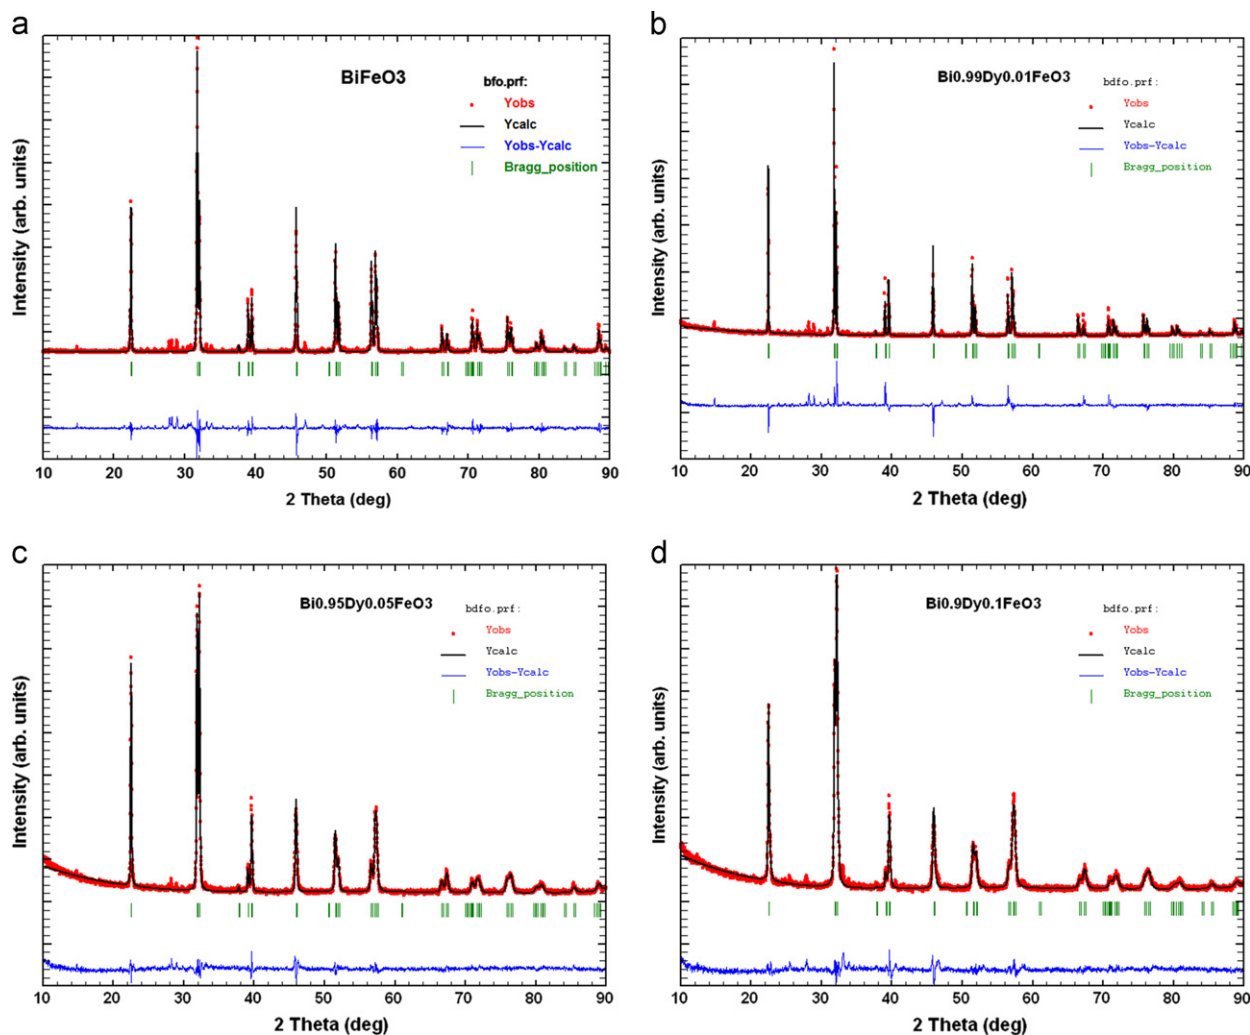 a
BiFeO3
bfo.prf:
Yobs
Ycalc
Yobs-Ycalc
Bragg_position
Intensity (arb. units)
10 20 30 40 50 60 70 80 90
2 Theta (deg)
b
Bi0.99Dy0.01FeO3
bdfo.prf:
Yobs
Ycalc
Yobs-Ycalc
Bragg_position
Intensity (arb. units)
10 20 30 40 50 60 70 80 90
2 Theta (deg)
c
Bi0.95Dy0.05FeO3
bdfo.prf:
Yobs
Ycalc
Yobs-Ycalc
Bragg_position
Intensity (arb. units)
10 20 30 40 50 60 70 80 90
2 Theta (deg)
d
Bi0.9Dy0.1FeO3
bdfo.prf:
Yobs
Ycalc
Yobs-Ycalc
Bragg_position
Intensity (arb. units)
10 20 30 40 50 60 70 80 90
2 Theta (deg)